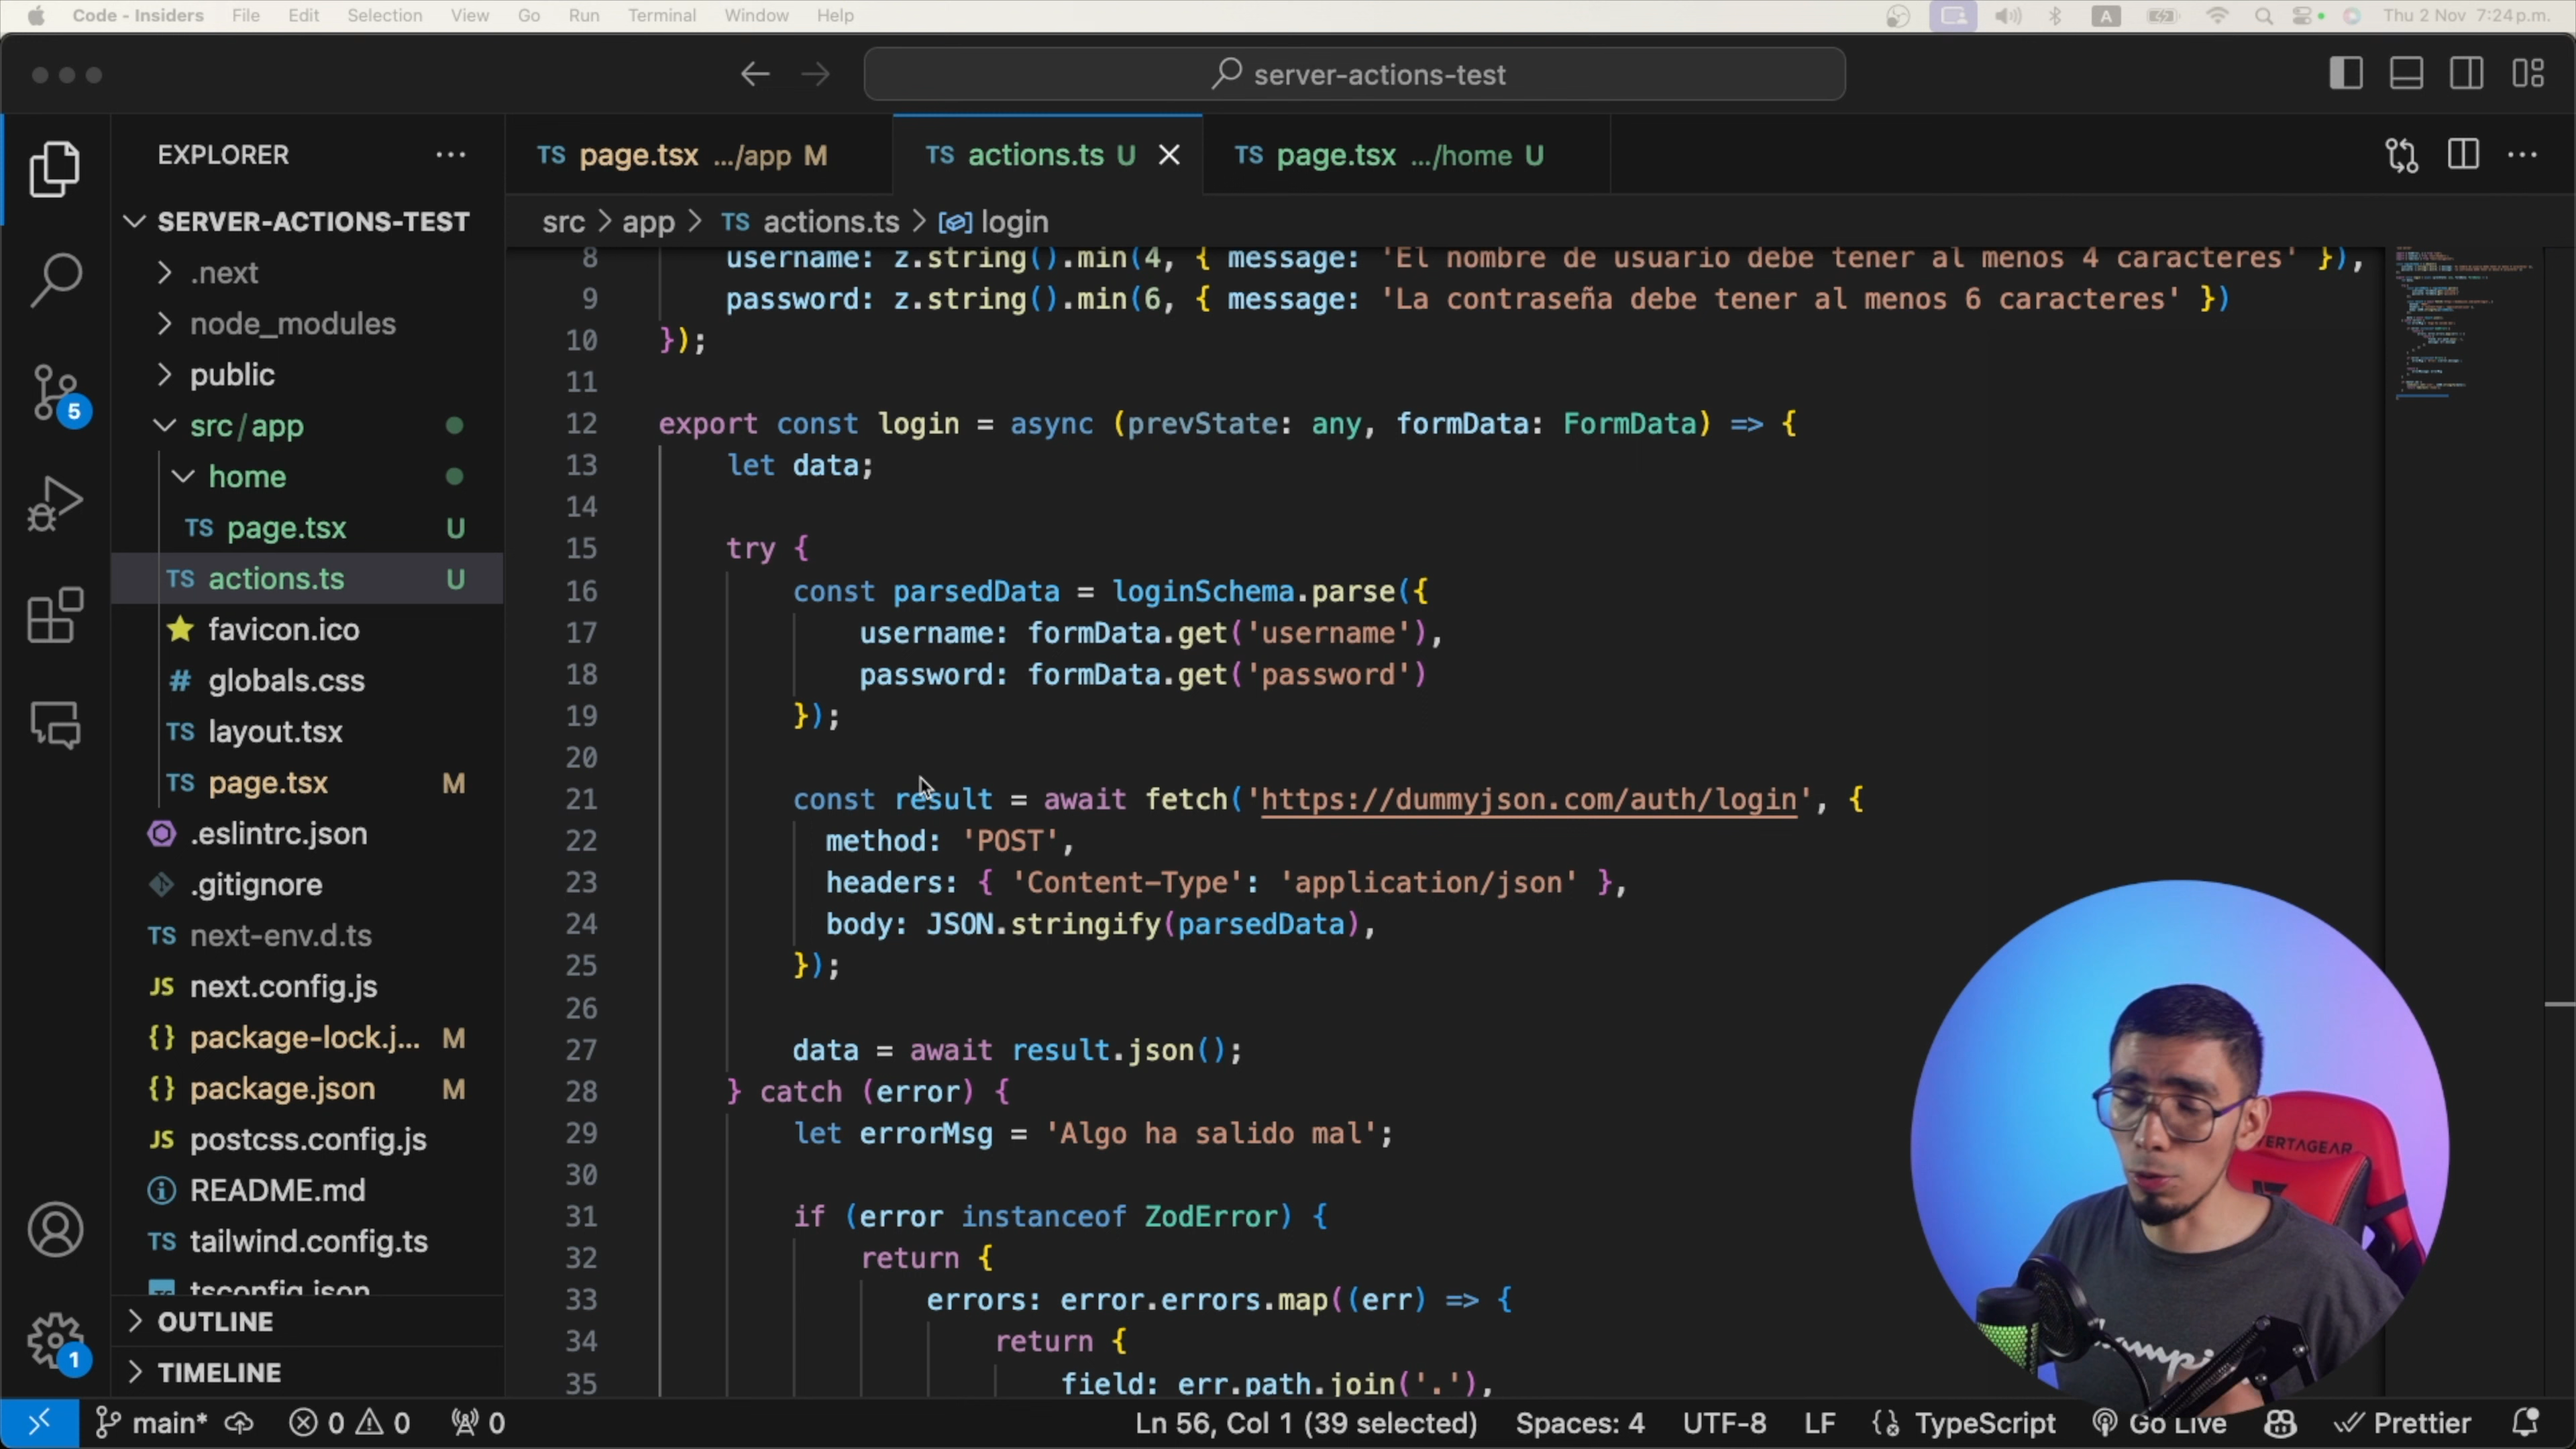 Code - Insiders File Edit Selection View Go Run Terminal Window Help A Thu 2 Nov 7:24 p.m.
server-actions-test
EXPLORER
TS page.tsx .../app M
TS actions.ts U
TS page.tsx .../home U
SERVER-ACTIONS-TEST
src > app > TS actions.ts > login
.next
node_modules
public
src/app
home
TS page.tsx U
TS actions.ts U
favicon.ico
# globals.css
TS layout.tsx
TS page.tsx M
.eslintrc.json
.gitignore
TS next-env.d.ts
JS next.config.js
{} package-lock.j... M
{} package.json M
JS postcss.config.js
README.md
TS tailwind.config.ts
tsconfig.json
OUTLINE
TIMELINE
5
1
8 username: z.string().min(4, { message: 'El nombre de usuario debe tener al menos 4 caracteres' }),
9 password: z.string().min(6, { message: 'La contraseña debe tener al menos 6 caracteres' })
10 });
11
12 export const login = async (prevState: any, formData: FormData) => {
13 let data;
14
15 try {
16 const parsedData = loginSchema.parse({
17 username: formData.get('username'),
18 password: formData.get('password')
19 });
20
21 const result = await fetch('https://dummyjson.com/auth/login', {
22 method: 'POST',
23 headers: { 'Content-Type': 'application/json' },
24 body: JSON.stringify(parsedData),
25 });
26
27 data = await result.json();
28 } catch (error) {
29 let errorMsg = 'Algo ha salido mal';
30
31 if (error instanceof ZodError) {
32 return {
33 errors: error.errors.map((err) => {
34 return {
35 field: err.path.join('.'),
VERTAGEAR
main* 0 0 0 Ln 56, Col 1 (39 selected) Spaces: 4 UTF-8 LF TypeScript Go Live Prettier